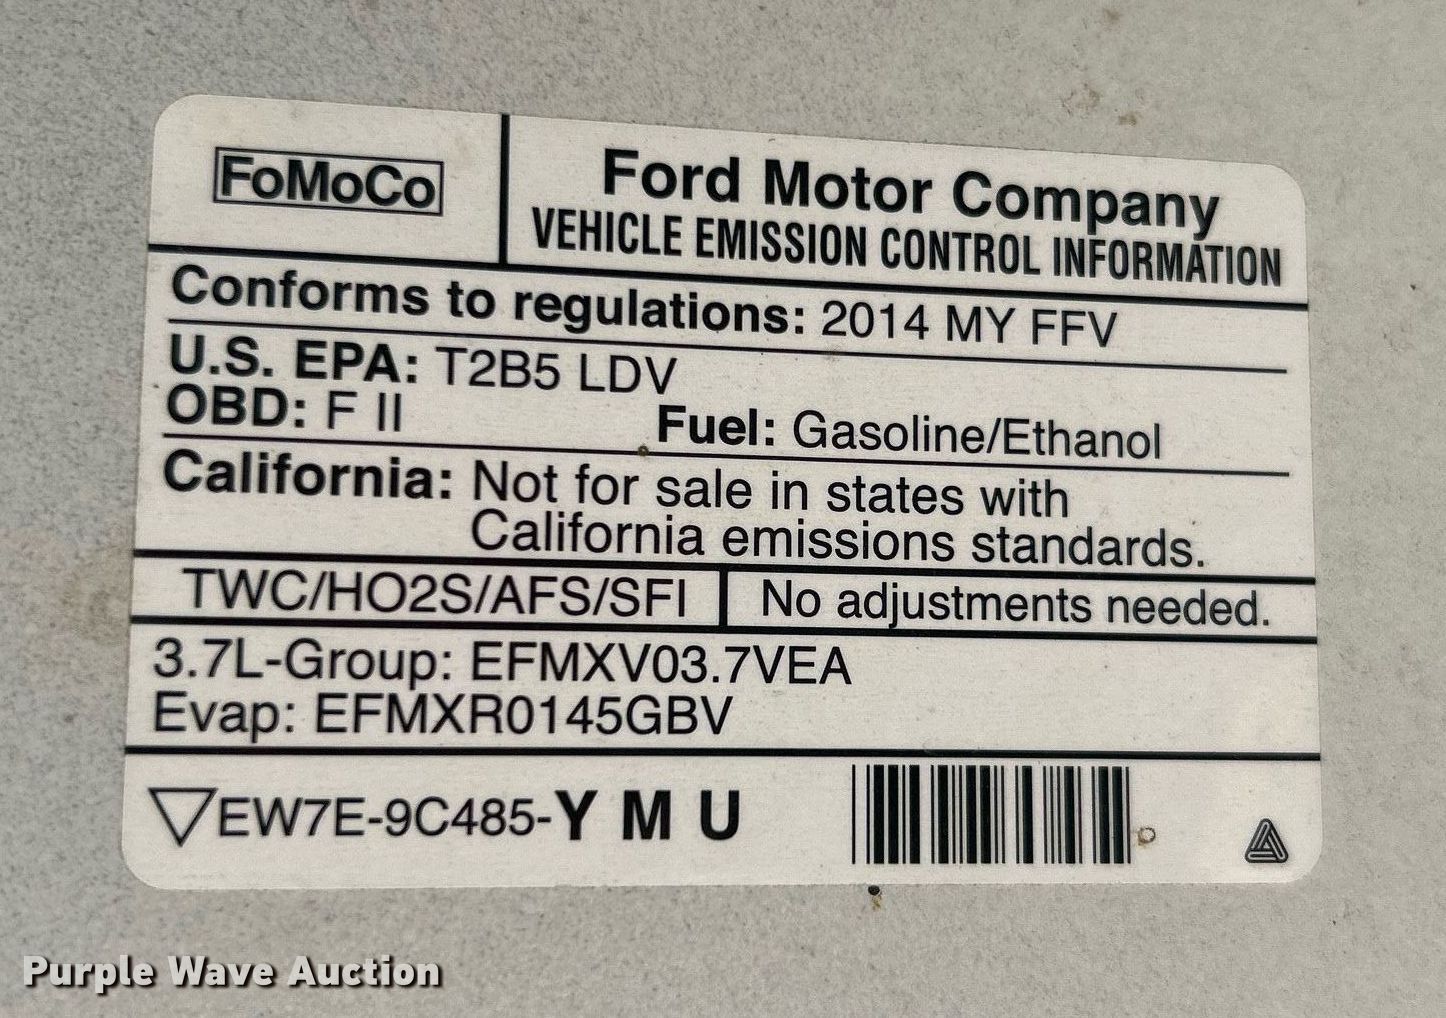 FoMoCo
Ford Motor Company
VEHICLE EMISSION CONTROL INFORMATION
Conforms to regulations: 2014 MY FFV
U.S. EPA: T2B5 LDV
OBD: F II Fuel: Gasoline/Ethanol
California: Not for sale in states with
California emissions standards.
TWC/HO2S/AFS/SFI No adjustments needed.
3.7L-Group: EFMXV03.7VEA
Evap: EFMXR0145GBV
EW7E-9C485-Y M U
Purple Wave Auction